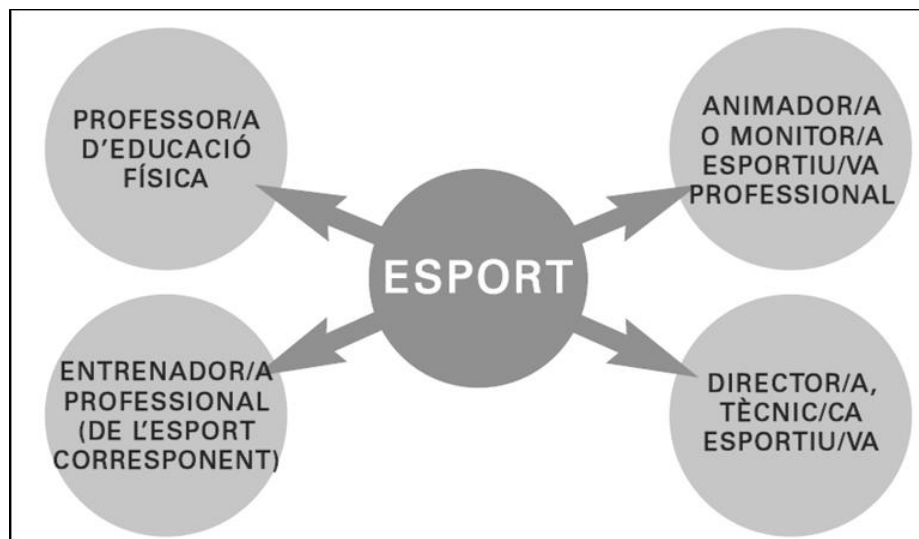 PROFESSOR/A
D'EDUCACIÓ
FÍSICA
ANIMADOR/A
O MONITOR/A
ESPORTIU/VA
PROFESSIONAL
ESPORT
ENTRENADOR/A
PROFESSIONAL
(DE L'ESPORT
CORRESPONENT)
DIRECTOR/A,
TÈCNIC/CA
ESPORTIU/VA